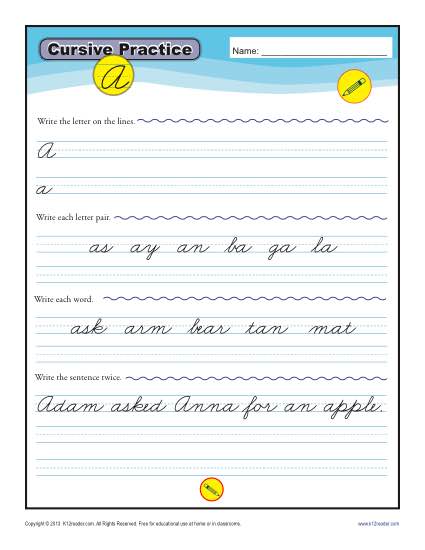 Cursive Practice
Name:
A
Write the letter on the lines.
A
a
Write each letter pair.
as ay an ba ga la
Write each word.
ask arm bear tan mat
Write the sentence twice.
Adam asked Anna for an apple.
Copyright © 2013 K12reader.com. All Rights Reserved. Free for educational use at home or in classrooms.
www.k12reader.com